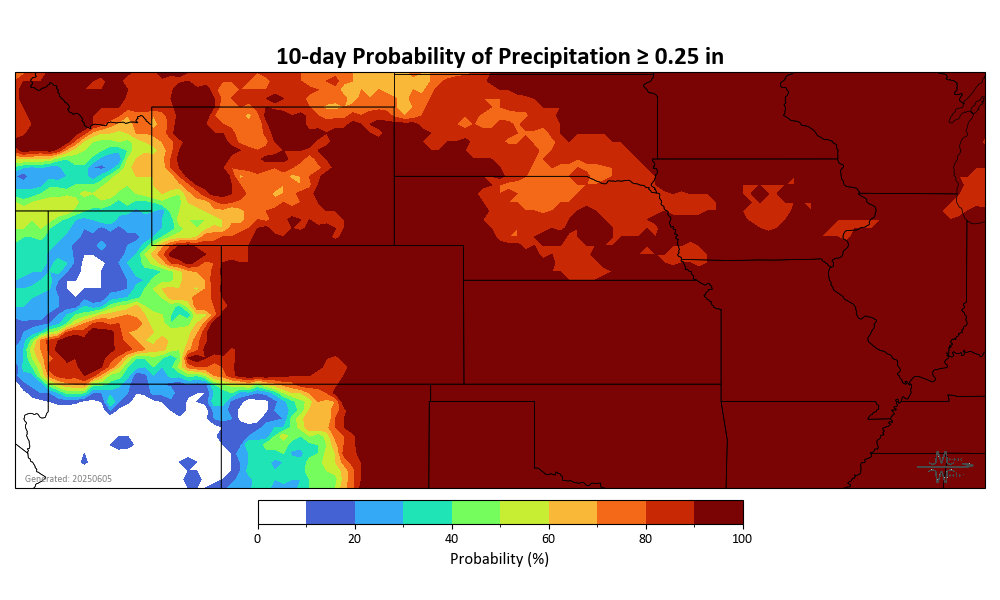 10-day Probability of Precipitation ≥ 0.25 in
Generated: 20250605
0 20 40 60 80 100
Probability (%)